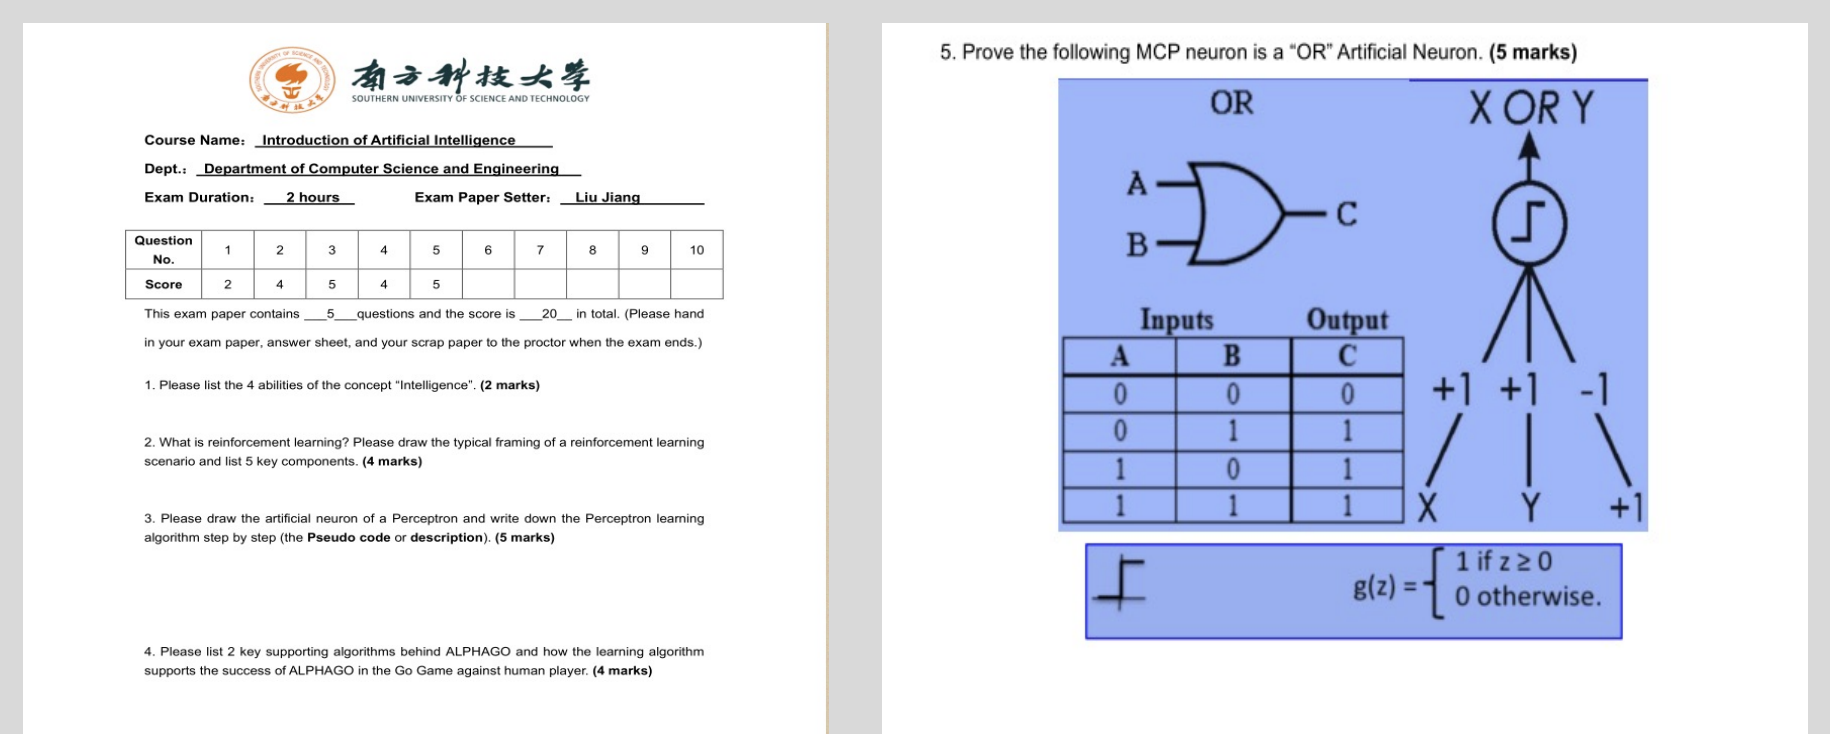 南方科技大学
SOUTHERN UNIVERSITY OF SCIENCE AND TECHNOLOGY
Course Name: Introduction of Artificial Intelligence
Dept.: Department of Computer Science and Engineering
Exam Duration: 2 hours Exam Paper Setter: Liu Jiang
Question No. 1 2 3 4 5 6 7 8 9 10
Score 2 4 5 4 5
This exam paper contains ___5___questions and the score is ___20__ in total. (Please hand
in your exam paper, answer sheet, and your scrap paper to the proctor when the exam ends.)
1. Please list the 4 abilities of the concept “Intelligence”. (2 marks)
2. What is reinforcement learning? Please draw the typical framing of a reinforcement learning
scenario and list 5 key components. (4 marks)
3. Please draw the artificial neuron of a Perceptron and write down the Perceptron learning
algorithm step by step (the Pseudo code or description). (5 marks)
4. Please list 2 key supporting algorithms behind ALPHAGO and how the learning algorithm
supports the success of ALPHAGO in the Go Game against human player. (4 marks)
5. Prove the following MCP neuron is a “OR” Artificial Neuron. (5 marks)
OR
A
B
C
Inputs Output
A B C
0 0 0
0 1 1
1 0 1
1 1 1
X OR Y
+1 +1 -1
X Y +1
g(z) = { 1 if z ≥ 0
0 otherwise.